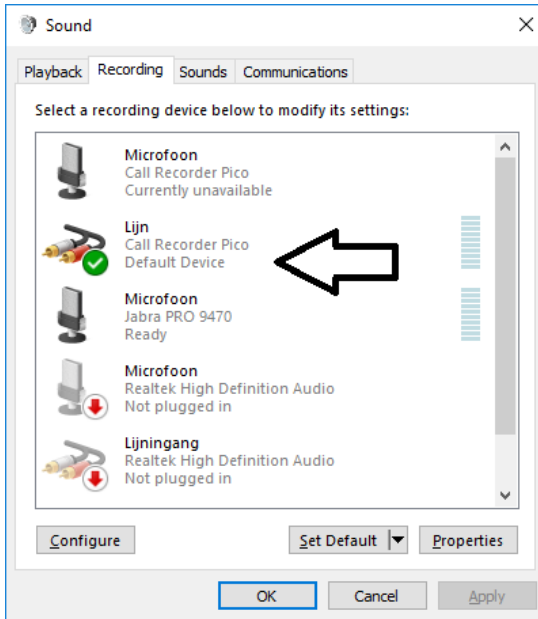 Sound
Playback Recording Sounds Communications
Select a recording device below to modify its settings:
Microfoon
Call Recorder Pico
Currently unavailable
Lijn
Call Recorder Pico
Default Device
Microfoon
Jabra PRO 9470
Ready
Microfoon
Realtek High Definition Audio
Not plugged in
Lijningang
Realtek High Definition Audio
Not plugged in
Configure Set Default Properties
OK Cancel Apply